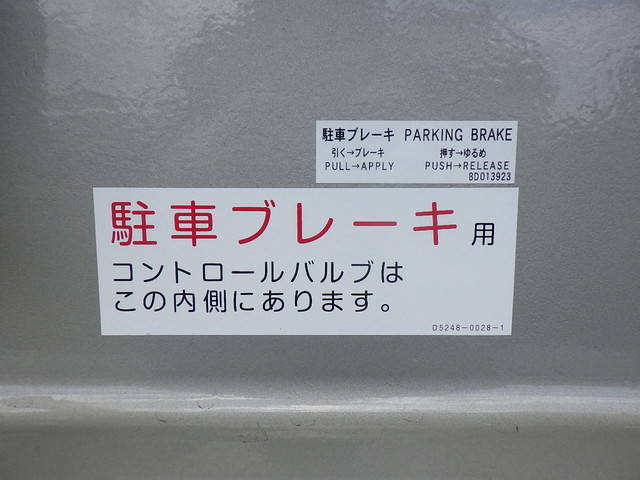 駐車ブレーキ PARKING BRAKE
引く→ブレーキ 押す→ゆるめ
PULL→APPLY PUSH→RELEASE
BD013923
駐車ブレーキ用
コントロールバルブは
この内側にあります。
D5248-0028-1